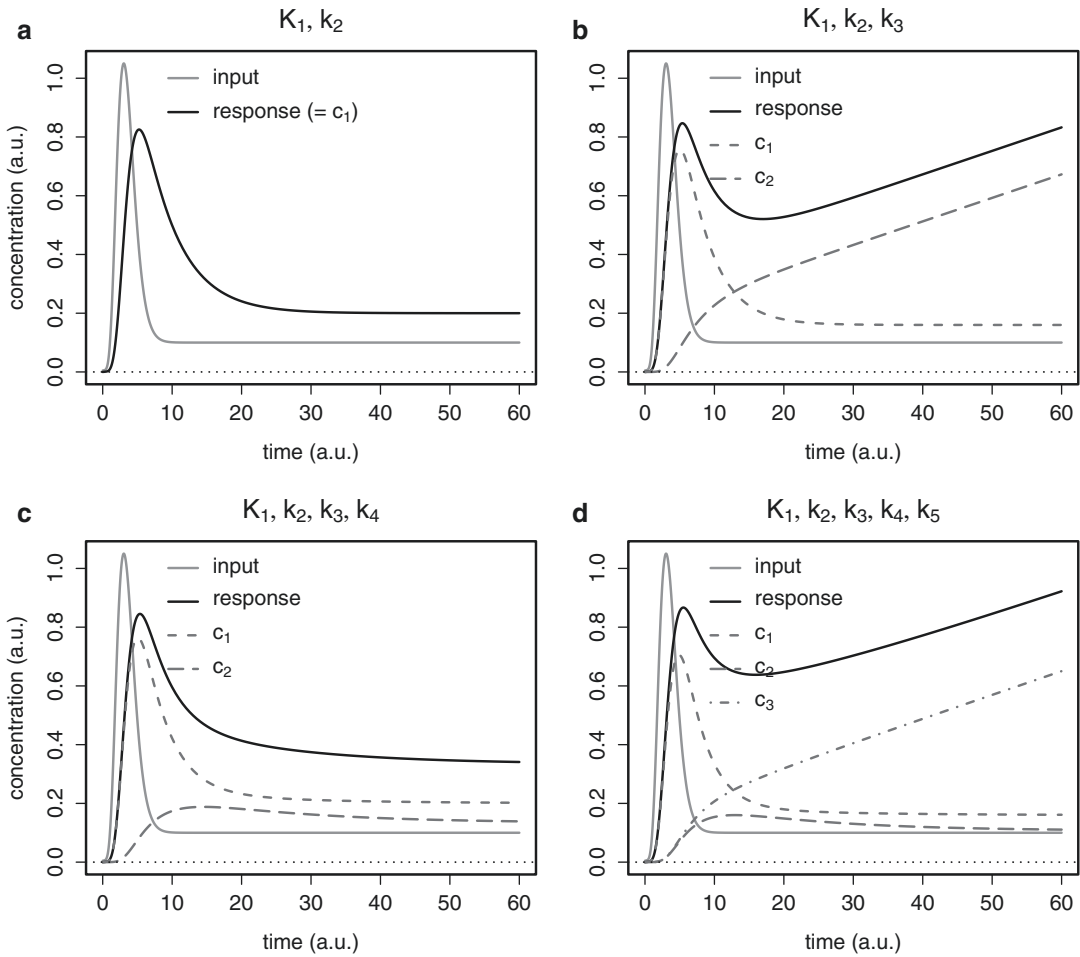 a
K1, k2
concentration (a.u.)
1.0
0.8
0.6
0.4
0.2
0.0
input
response (= c1)
0 10 20 30 40 50 60
time (a.u.)
b
K1, k2, k3
1.0
0.8
0.6
0.4
0.2
0.0
input
response
c1
c2
0 10 20 30 40 50 60
time (a.u.)
c
K1, k2, k3, k4
concentration (a.u.)
1.0
0.8
0.6
0.4
0.2
0.0
input
response
c1
c2
0 10 20 30 40 50 60
time (a.u.)
d
K1, k2, k3, k4, k5
1.0
0.8
0.6
0.4
0.2
0.0
input
response
c1
c2
c3
0 10 20 30 40 50 60
time (a.u.)